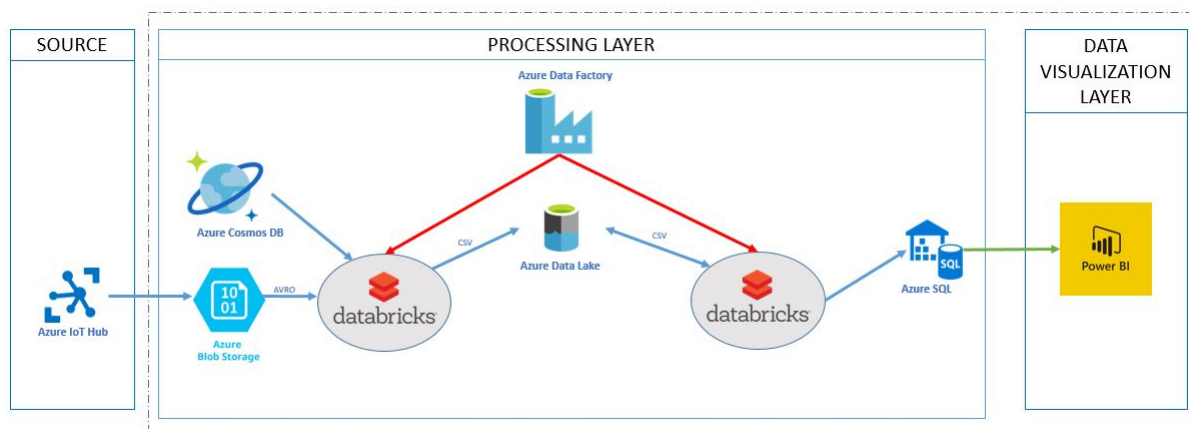 SOURCE
PROCESSING LAYER
DATA
VISUALIZATION
LAYER
Azure Data Factory
Azure Cosmos DB
CSV
Azure Data Lake
CSV
SQL
Azure SQL
Power BI
Azure IoT Hub
10
01
AVRO
Azure
Blob Storage
databricks
databricks